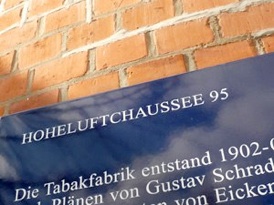 HOHELUFTCHAUSSEE 95
Die Tabakfabrik entstand 1902-0
Plänen von Gustav Schrad
von Eicken